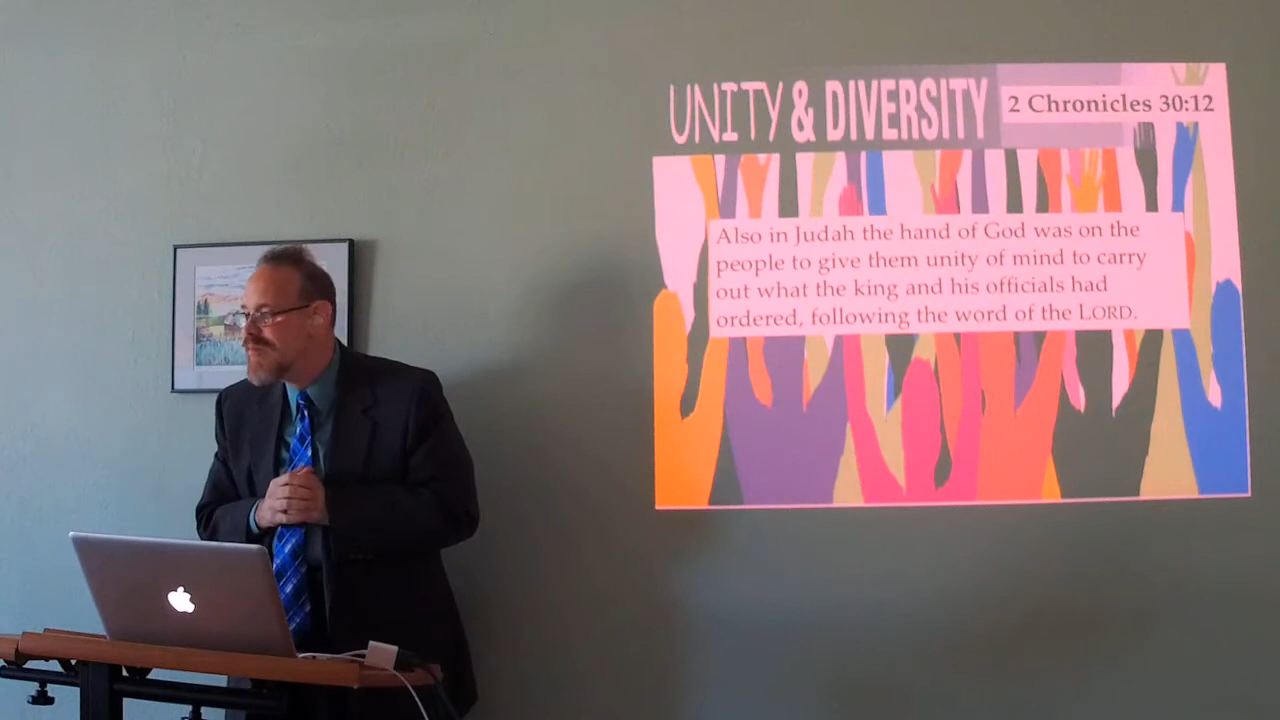 UNITY & DIVERSITY
2 Chronicles 30:12
Also in Judah the hand of God was on the
people to give them unity of mind to carry
out what the king and his officials had
ordered, following the word of the LORD.